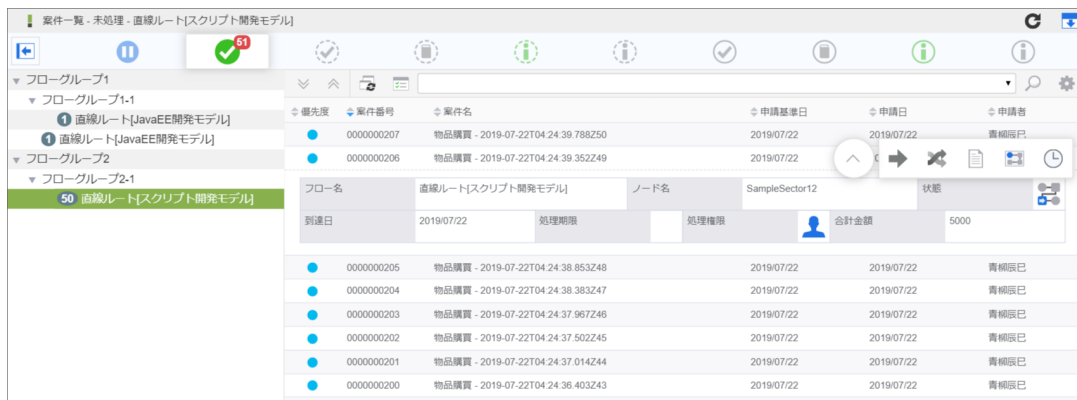 案件一覧 - 未処理 - 直線ルート[スクリプト開発モデル]
51
フローグループ1
フローグループ1-1
1 直線ルート[JavaEE開発モデル]
1 直線ルート[JavaEE開発モデル]
フローグループ2
フローグループ2-1
50 直線ルート[スクリプト開発モデル]
優先度 案件番号 案件名 申請基準日 申請日 申請者
0000000207 物品購買 - 2019-07-22T04:24:39.788Z50 2019/07/22 2019/07/22 青柳辰巳
0000000206 物品購買 - 2019-07-22T04:24:39.352Z49 2019/07/22
フロー名 直線ルート[スクリプト開発モデル] ノード名 SampleSector12 状態
到達日 2019/07/22 処理期限 処理権限 合計金額 5000
0000000205 物品購買 - 2019-07-22T04:24:38.853Z48 2019/07/22 2019/07/22 青柳辰巳
0000000204 物品購買 - 2019-07-22T04:24:38.383Z47 2019/07/22 2019/07/22 青柳辰巳
0000000203 物品購買 - 2019-07-22T04:24:37.967Z46 2019/07/22 2019/07/22 青柳辰巳
0000000202 物品購買 - 2019-07-22T04:24:37.502Z45 2019/07/22 2019/07/22 青柳辰巳
0000000201 物品購買 - 2019-07-22T04:24:37.014Z44 2019/07/22 2019/07/22 青柳辰巳
0000000200 物品購買 - 2019-07-22T04:24:36.403Z43 2019/07/22 2019/07/22 青柳辰巳